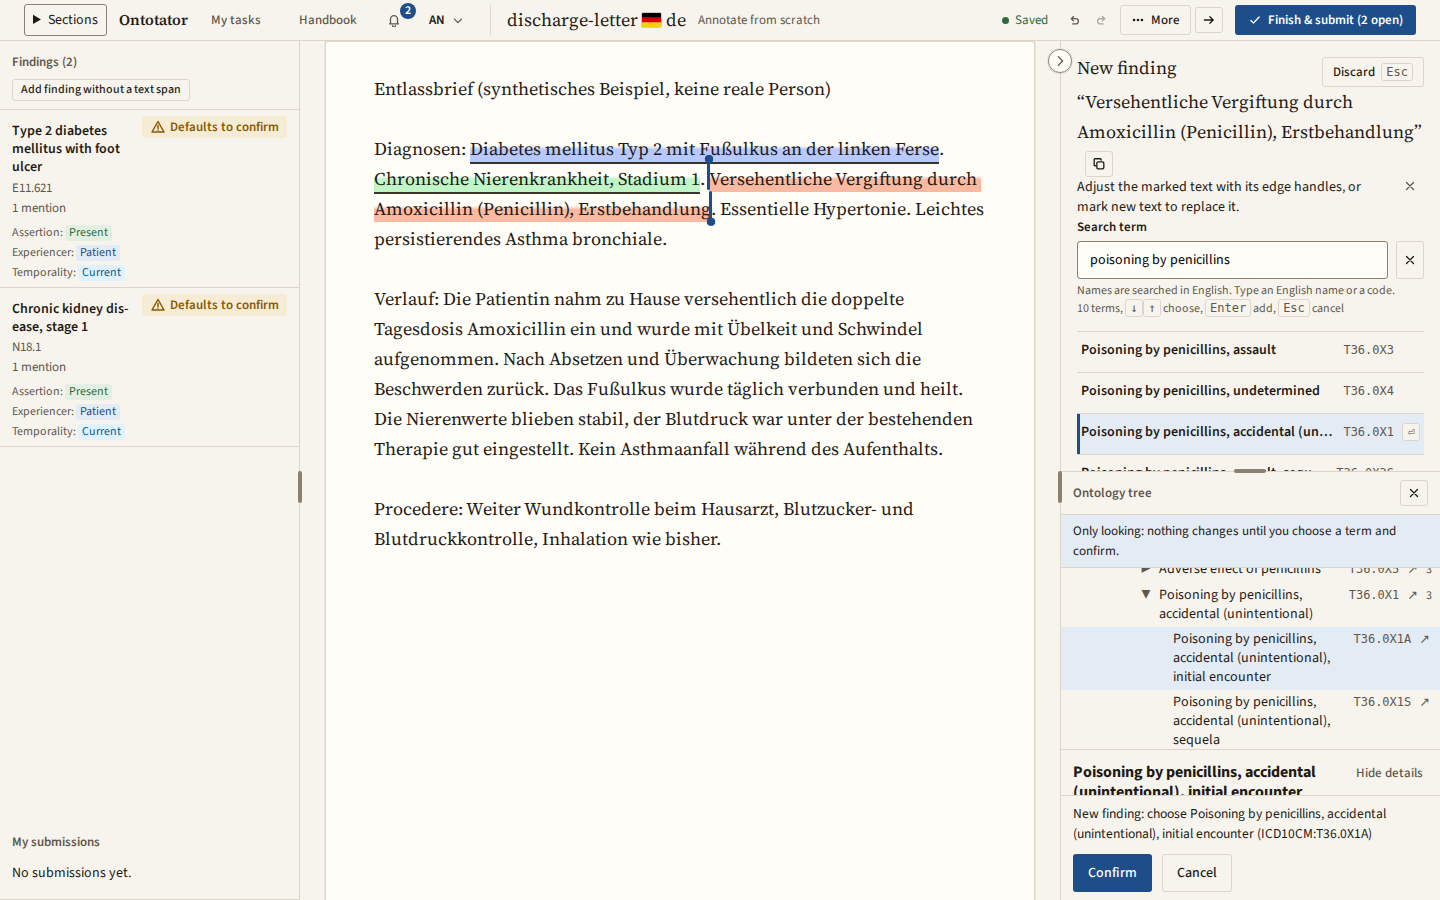 Sections
Ontotator
My tasks
Handbook
2
AN
discharge-letter de
Annotate from scratch
Saved
More
Finish & submit (2 open)
Findings (2)
Add finding without a text span
Type 2 diabetes
mellitus with foot
ulcer
Defaults to confirm
E11.621
1 mention
Assertion: Present
Experiencer: Patient
Temporality: Current
Chronic kidney dis-
ease, stage 1
Defaults to confirm
N18.1
1 mention
Assertion: Present
Experiencer: Patient
Temporality: Current
My submissions
No submissions yet.
Entlassbrief (synthetisches Beispiel, keine reale Person)
Diagnosen: Diabetes mellitus Typ 2 mit Fußulkus an der linken Ferse.
Chronische Nierenkrankheit, Stadium 1. Versehentliche Vergiftung durch
Amoxicillin (Penicillin), Erstbehandlung. Essentielle Hypertonie. Leichtes
persistierendes Asthma bronchiale.
Verlauf: Die Patientin nahm zu Hause versehentlich die doppelte
Tagesdosis Amoxicillin ein und wurde mit Übelkeit und Schwindel
aufgenommen. Nach Absetzen und Überwachung bildeten sich die
Beschwerden zurück. Das Fußulkus wurde täglich verbunden und heilt.
Die Nierenwerte blieben stabil, der Blutdruck war unter der bestehenden
Therapie gut eingestellt. Kein Asthmaanfall während des Aufenthalts.
Procedere: Weiter Wundkontrolle beim Hausarzt, Blutzucker- und
Blutdruckkontrolle, Inhalation wie bisher.
New finding
Discard Esc
“Versehentliche Vergiftung durch
Amoxicillin (Penicillin), Erstbehandlung”
Adjust the marked text with its edge handles, or
mark new text to replace it.
Search term
poisoning by penicillins
Names are searched in English. Type an English name or a code.
10 terms, ↓ ↑ choose, Enter add, Esc cancel
Poisoning by penicillins, assault T36.0X3
Poisoning by penicillins, undetermined T36.0X4
Poisoning by penicillins, accidental (un… T36.0X1
Ontology tree
Only looking: nothing changes until you choose a term and
confirm.
Adverse effect of penicillins T36.0X5 ↗ 3
Poisoning by penicillins, T36.0X1 ↗ 3
accidental (unintentional)
Poisoning by penicillins, T36.0X1A ↗
accidental (unintentional),
initial encounter
Poisoning by penicillins, T36.0X1S ↗
accidental (unintentional),
sequela
Poisoning by penicillins, accidental
(unintentional), initial encounter
Hide details
New finding: choose Poisoning by penicillins, accidental
(unintentional), initial encounter (ICD10CM:T36.0X1A)
Confirm
Cancel